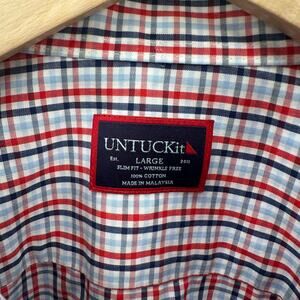 UNTUCKit
Est. LARGE 2011
SLIM FIT • WRINKLE FREE
100% COTTON
MADE IN MALAYSIA